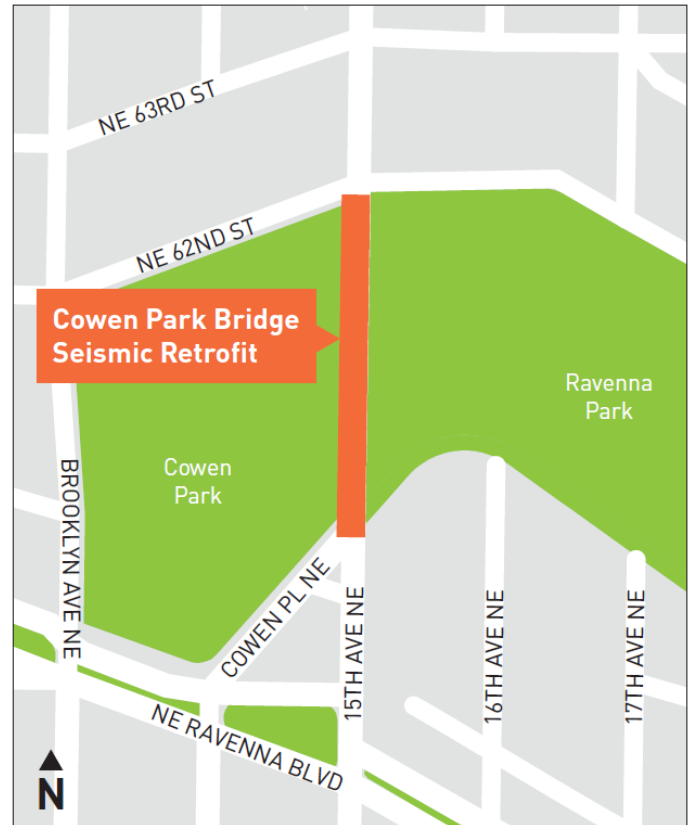 NE 63RD ST
NE 62ND ST
Cowen Park Bridge
Seismic Retrofit
Ravenna
Park
Cowen
Park
BROOKLYN AVE NE
COWEN PL NE
15TH AVE NE
16TH AVE NE
17TH AVE NE
NE RAVENNA BLVD
N